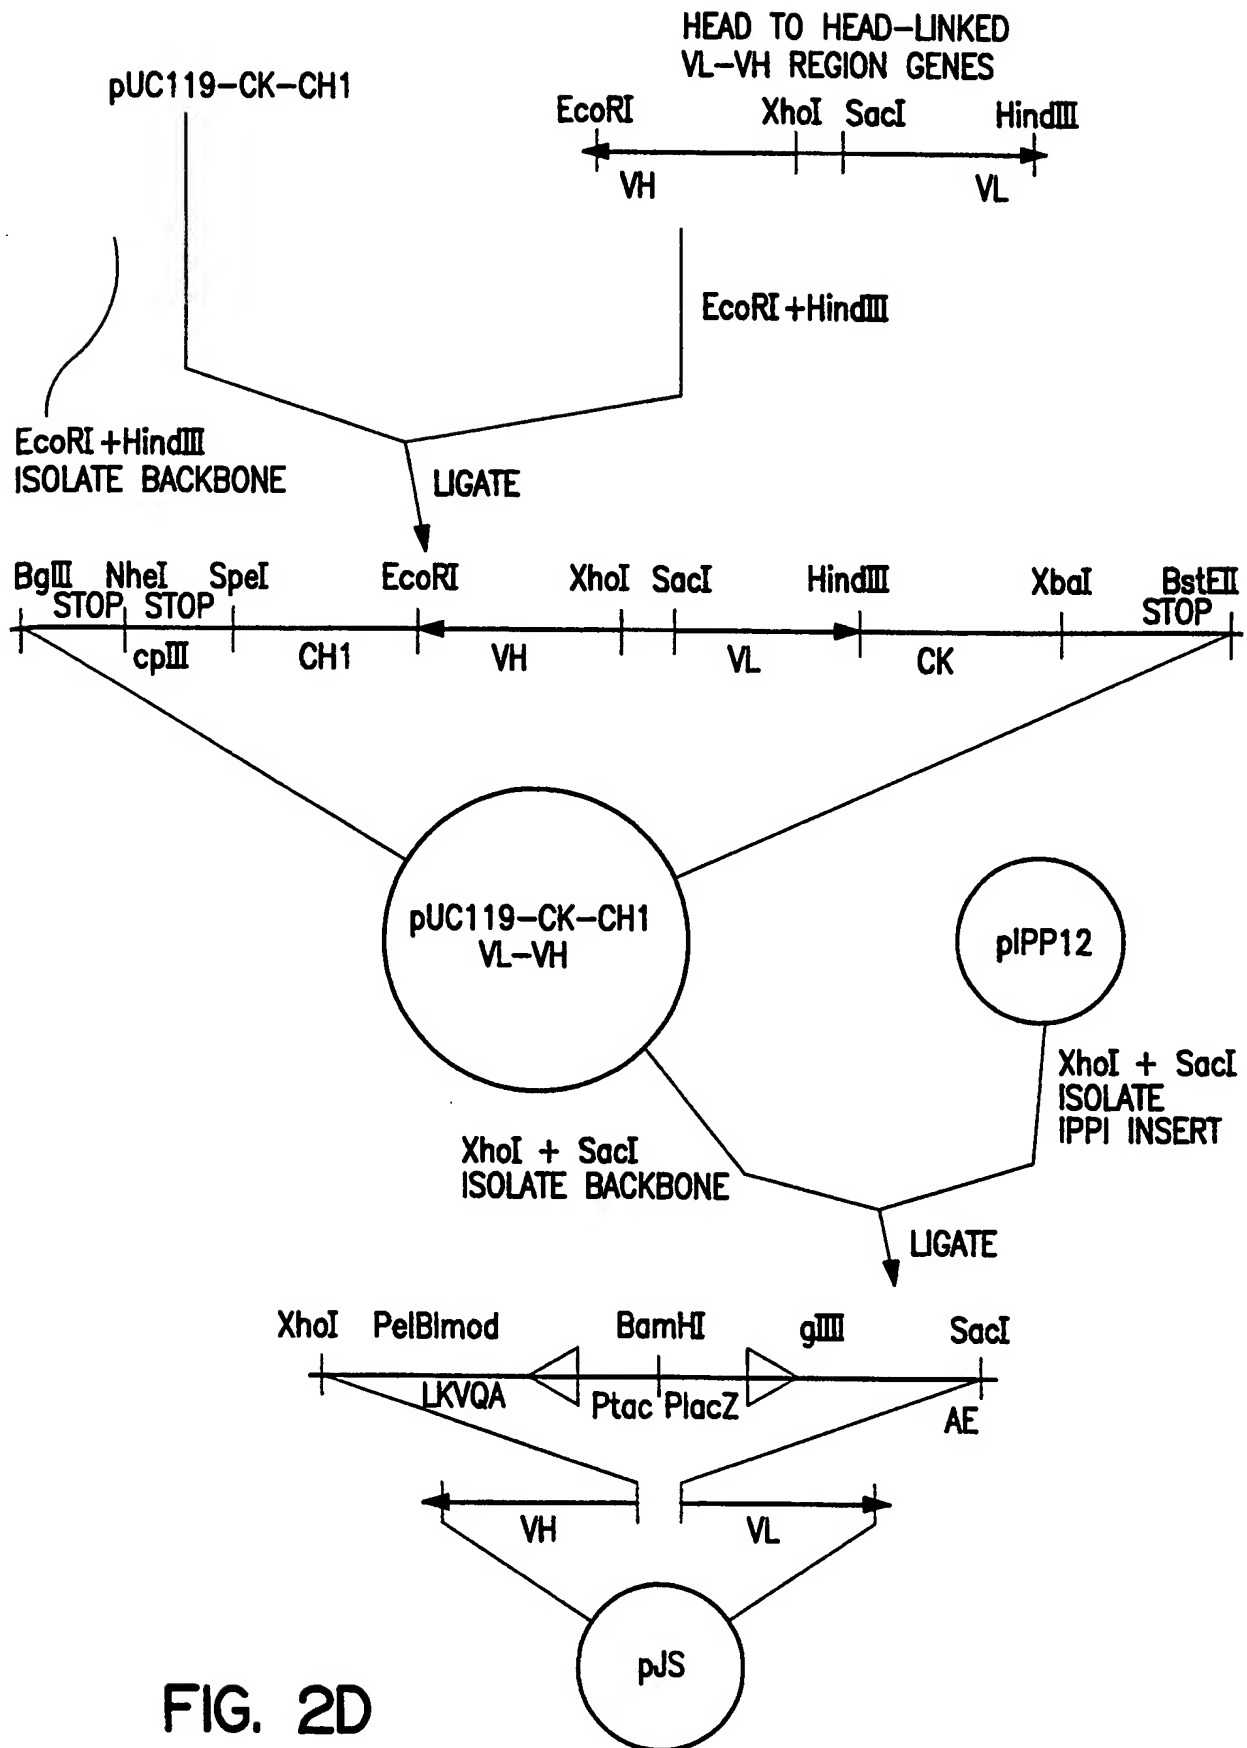 HEAD TO HEAD-LINKED
VL-VH REGION GENES
pUC119-CK-CH1
EcoRI XhoI SacI HindIII
VH VL
EcoRI+HindIII
EcoRI+HindIII
ISOLATE BACKBONE
LIGATE
BglII NheI SpeI EcoRI XhoI SacI HindIII XbaI BstEII
STOP STOP STOP
cpIII CH1 VH VL CK
pUC119-CK-CH1
VL-VH
pIPP12
XhoI + SacI
ISOLATE
IPPI INSERT
XhoI + SacI
ISOLATE BACKBONE
LIGATE
XhoI PelBlmod BamHI gIIII SacI
LKVQA Ptac PlacZ AE
VH VL
pJS
FIG. 2D